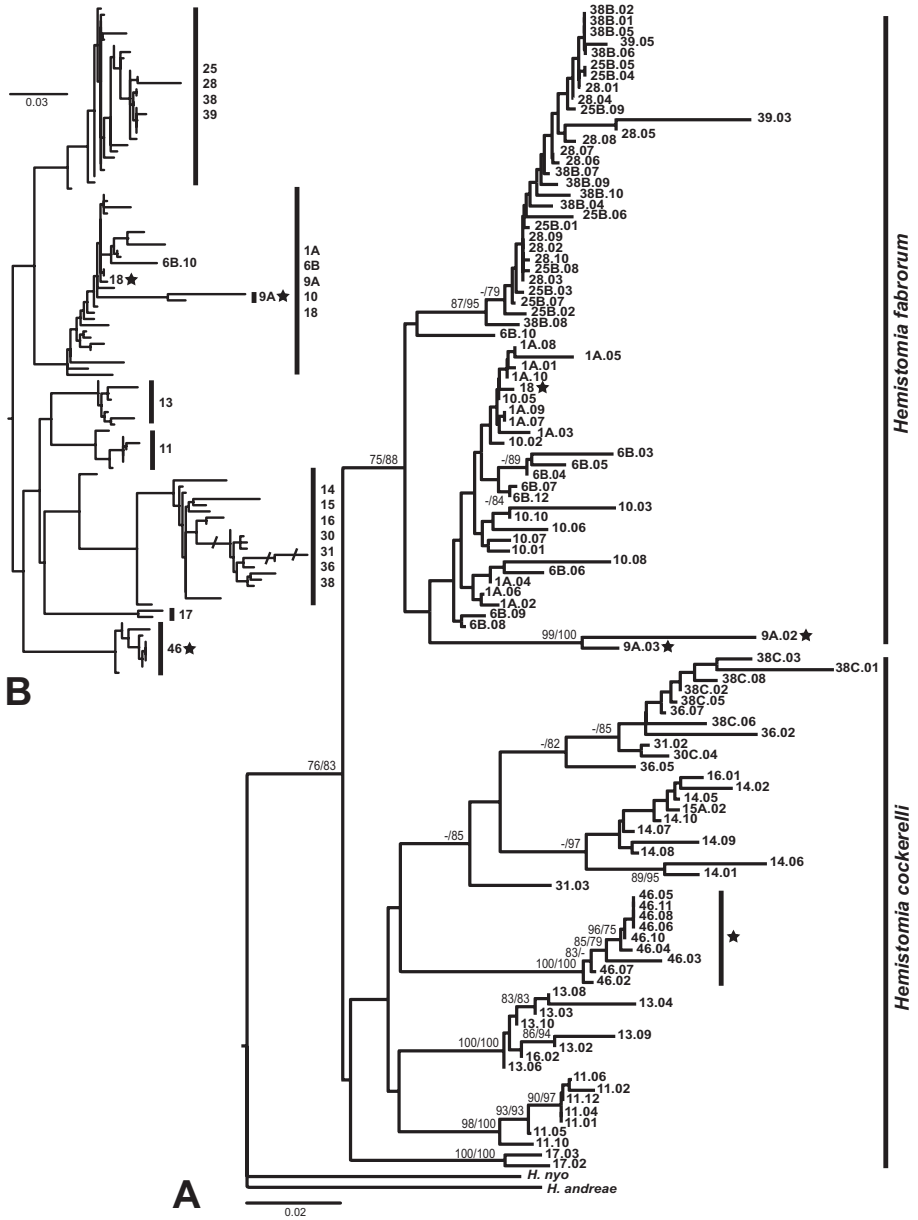 25
28
38
39
0.03
1A
6B
9A
10
18
6B.10
18★
9A★
13
11
14
15
16
30
31
36
38
17
46★
B
38B.02
38B.01
38B.05
39.05
38B.06
25B.05
25B.04
28.01
28.04
25B.09
39.03
28.05
28.08
28.07
28.06
38B.07
38B.09
38B.10
38B.04
25B.06
25B.01
28.09
28.02
28.10
25B.08
28.03
25B.03
25B.07
25B.02
38B.08
6B.10
-/79
87/95
1A.08
1A.05
1A.01
1A.10
18★
10.05
1A.09
1A.07
1A.03
10.02
75/88
-/89
6B.03
6B.05
6B.04
6B.07
6B.12
-/84
10.03
10.10
10.06
10.07
10.01
10.08
6B.06
1A.04
1A.06
1A.02
6B.09
6B.08
99/100
9A.02★
9A.03★
Hemistomia fabrorum
38C.03
38C.01
38C.08
38C.02
38C.05
36.07
38C.06
36.02
-/85
31.02
30C.04
-/82
36.05
76/83
16.01
14.02
14.05
15A.02
14.10
14.07
14.09
14.08
-/97
14.06
14.01
89/95
-/85
31.03
46.05
46.11
46.08
46.06
46.10
46.04
46.03
46.07
46.02
96/75
85/79
83/-
100/100
★
13.08
13.04
13.03
13.10
83/83
13.09
86/94
13.02
16.02
13.06
100/100
11.06
11.02
11.12
11.04
11.01
11.05
11.10
90/97
93/93
98/100
17.03
17.02
100/100
Hemistomia cockerelli
H. nyo
H. andreae
A
0.02